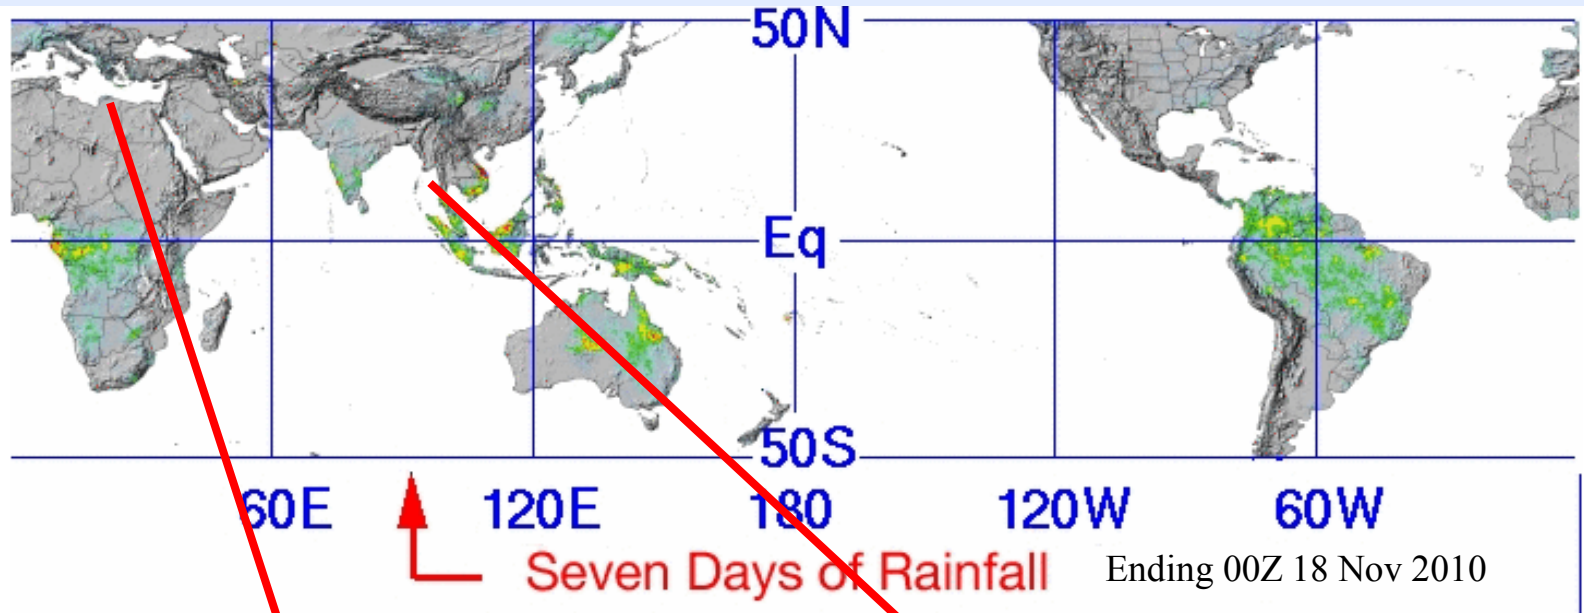 50N
Eq
50S
60E 120E 180 120W 60W
Seven Days of Rainfall Ending 00Z 18 Nov 2010